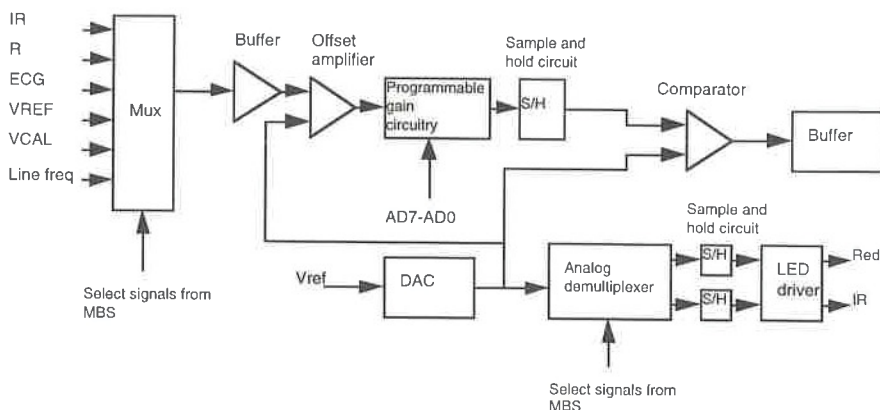 IR
R
ECG
VREF
VCAL
Line freq
Mux
Select signals from
MBS
Buffer
Offset
amplifier
Programmable
gain
circuitry
AD7-AD0
Sample and
hold circuit
S/H
Comparator
Buffer
Vref
DAC
Analog
demultiplexer
Select signals from
MBS
Sample and
hold circuit
S/H
S/H
LED
driver
Red
IR